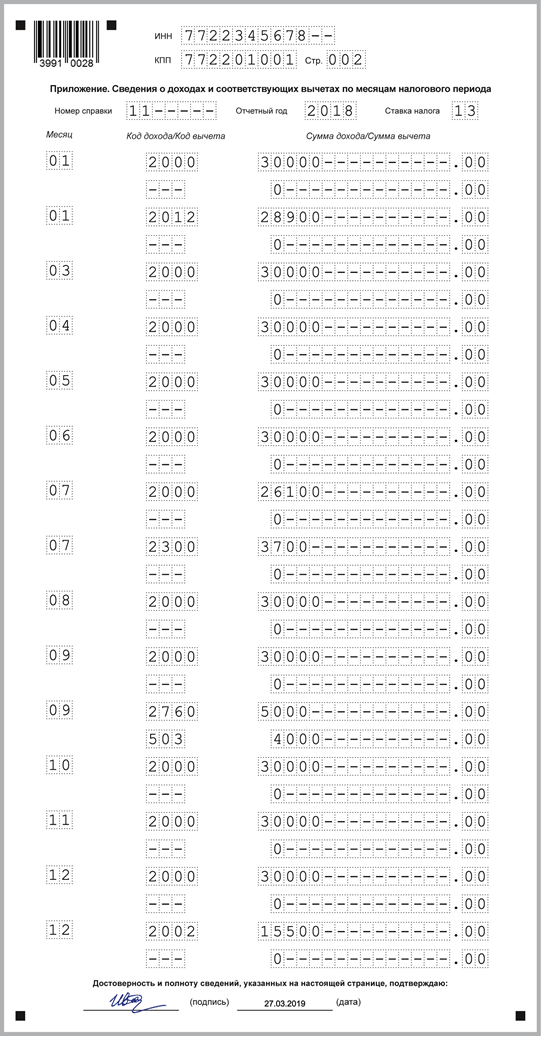 ИНН 7722345678--
3991 0028
КПП 772201001 Стр. 002
Приложение. Сведения о доходах и соответствующих вычетах по месяцам налогового периода
Номер справки 11----- Отчетный год 2018 Ставка налога 13
Месяц Код дохода/Код вычета Сумма дохода/Сумма вычета
01 2000 30000----------.00
--- 0-------------.00
01 2012 28900----------.00
--- 0-------------.00
03 2000 30000----------.00
--- 0-------------.00
04 2000 30000----------.00
--- 0-------------.00
05 2000 30000----------.00
--- 0-------------.00
06 2000 30000----------.00
--- 0-------------.00
07 2000 26100----------.00
--- 0-------------.00
07 2300 3700-----------.00
--- 0-------------.00
08 2000 30000----------.00
--- 0-------------.00
09 2000 30000----------.00
--- 0-------------.00
09 2760 5000-----------.00
503 4000----------.00
10 2000 30000----------.00
--- 0-------------.00
11 2000 30000----------.00
--- 0-------------.00
12 2000 30000----------.00
--- 0-------------.00
12 2002 15500----------.00
--- 0-------------.00
Достоверность и полноту сведений, указанных на настоящей странице, подтверждаю:
(подпись) 27.03.2019 (дата)